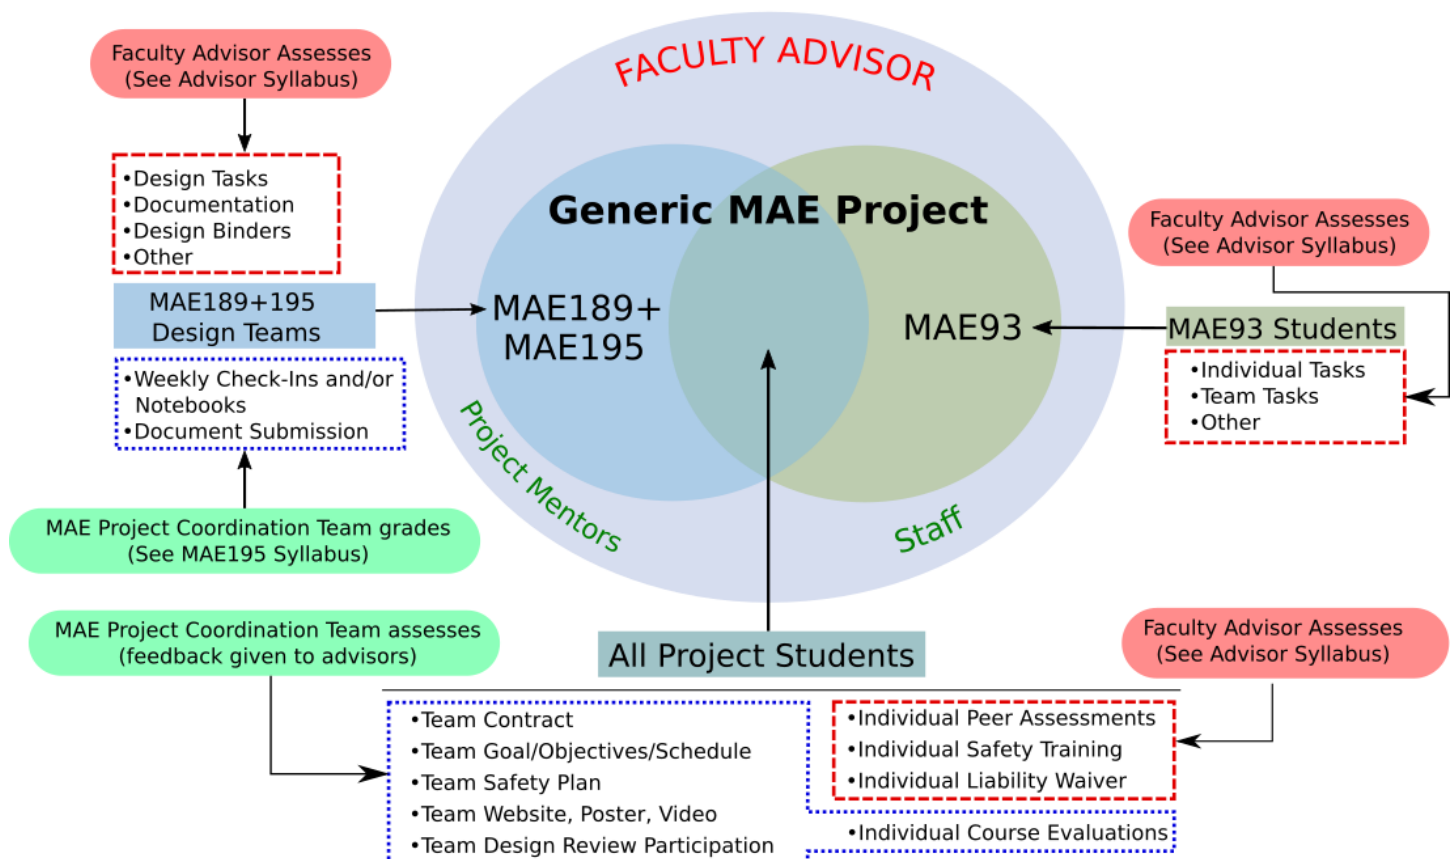 Faculty Advisor Assesses
(See Advisor Syllabus)
•Design Tasks
•Documentation
•Design Binders
•Other
MAE189+195
Design Teams
•Weekly Check-Ins and/or
Notebooks
•Document Submission
MAE Project Coordination Team grades
(See MAE195 Syllabus)
FACULTY ADVISOR
Generic MAE Project
MAE189+
MAE195
MAE93
Project Mentors
Staff
Faculty Advisor Assesses
(See Advisor Syllabus)
MAE93 Students
•Individual Tasks
•Team Tasks
•Other
MAE Project Coordination Team assesses
(feedback given to advisors)
All Project Students
Faculty Advisor Assesses
(See Advisor Syllabus)
•Team Contract
•Team Goal/Objectives/Schedule
•Team Safety Plan
•Team Website, Poster, Video
•Team Design Review Participation
•Individual Peer Assessments
•Individual Safety Training
•Individual Liability Waiver
•Individual Course Evaluations